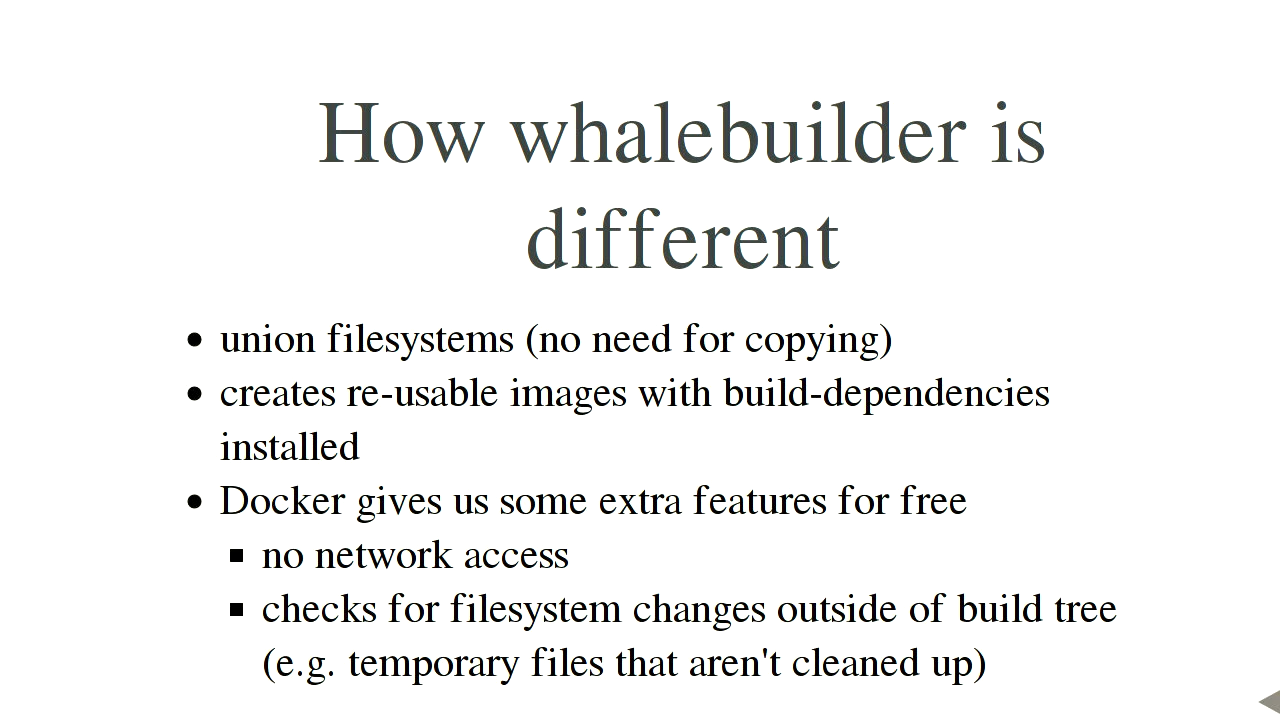 How whalebuilder is
different
• union filesystems (no need for copying)
• creates re-usable images with build-dependencies
installed
• Docker gives us some extra features for free
▪ no network access
▪ checks for filesystem changes outside of build tree
(e.g. temporary files that aren't cleaned up)